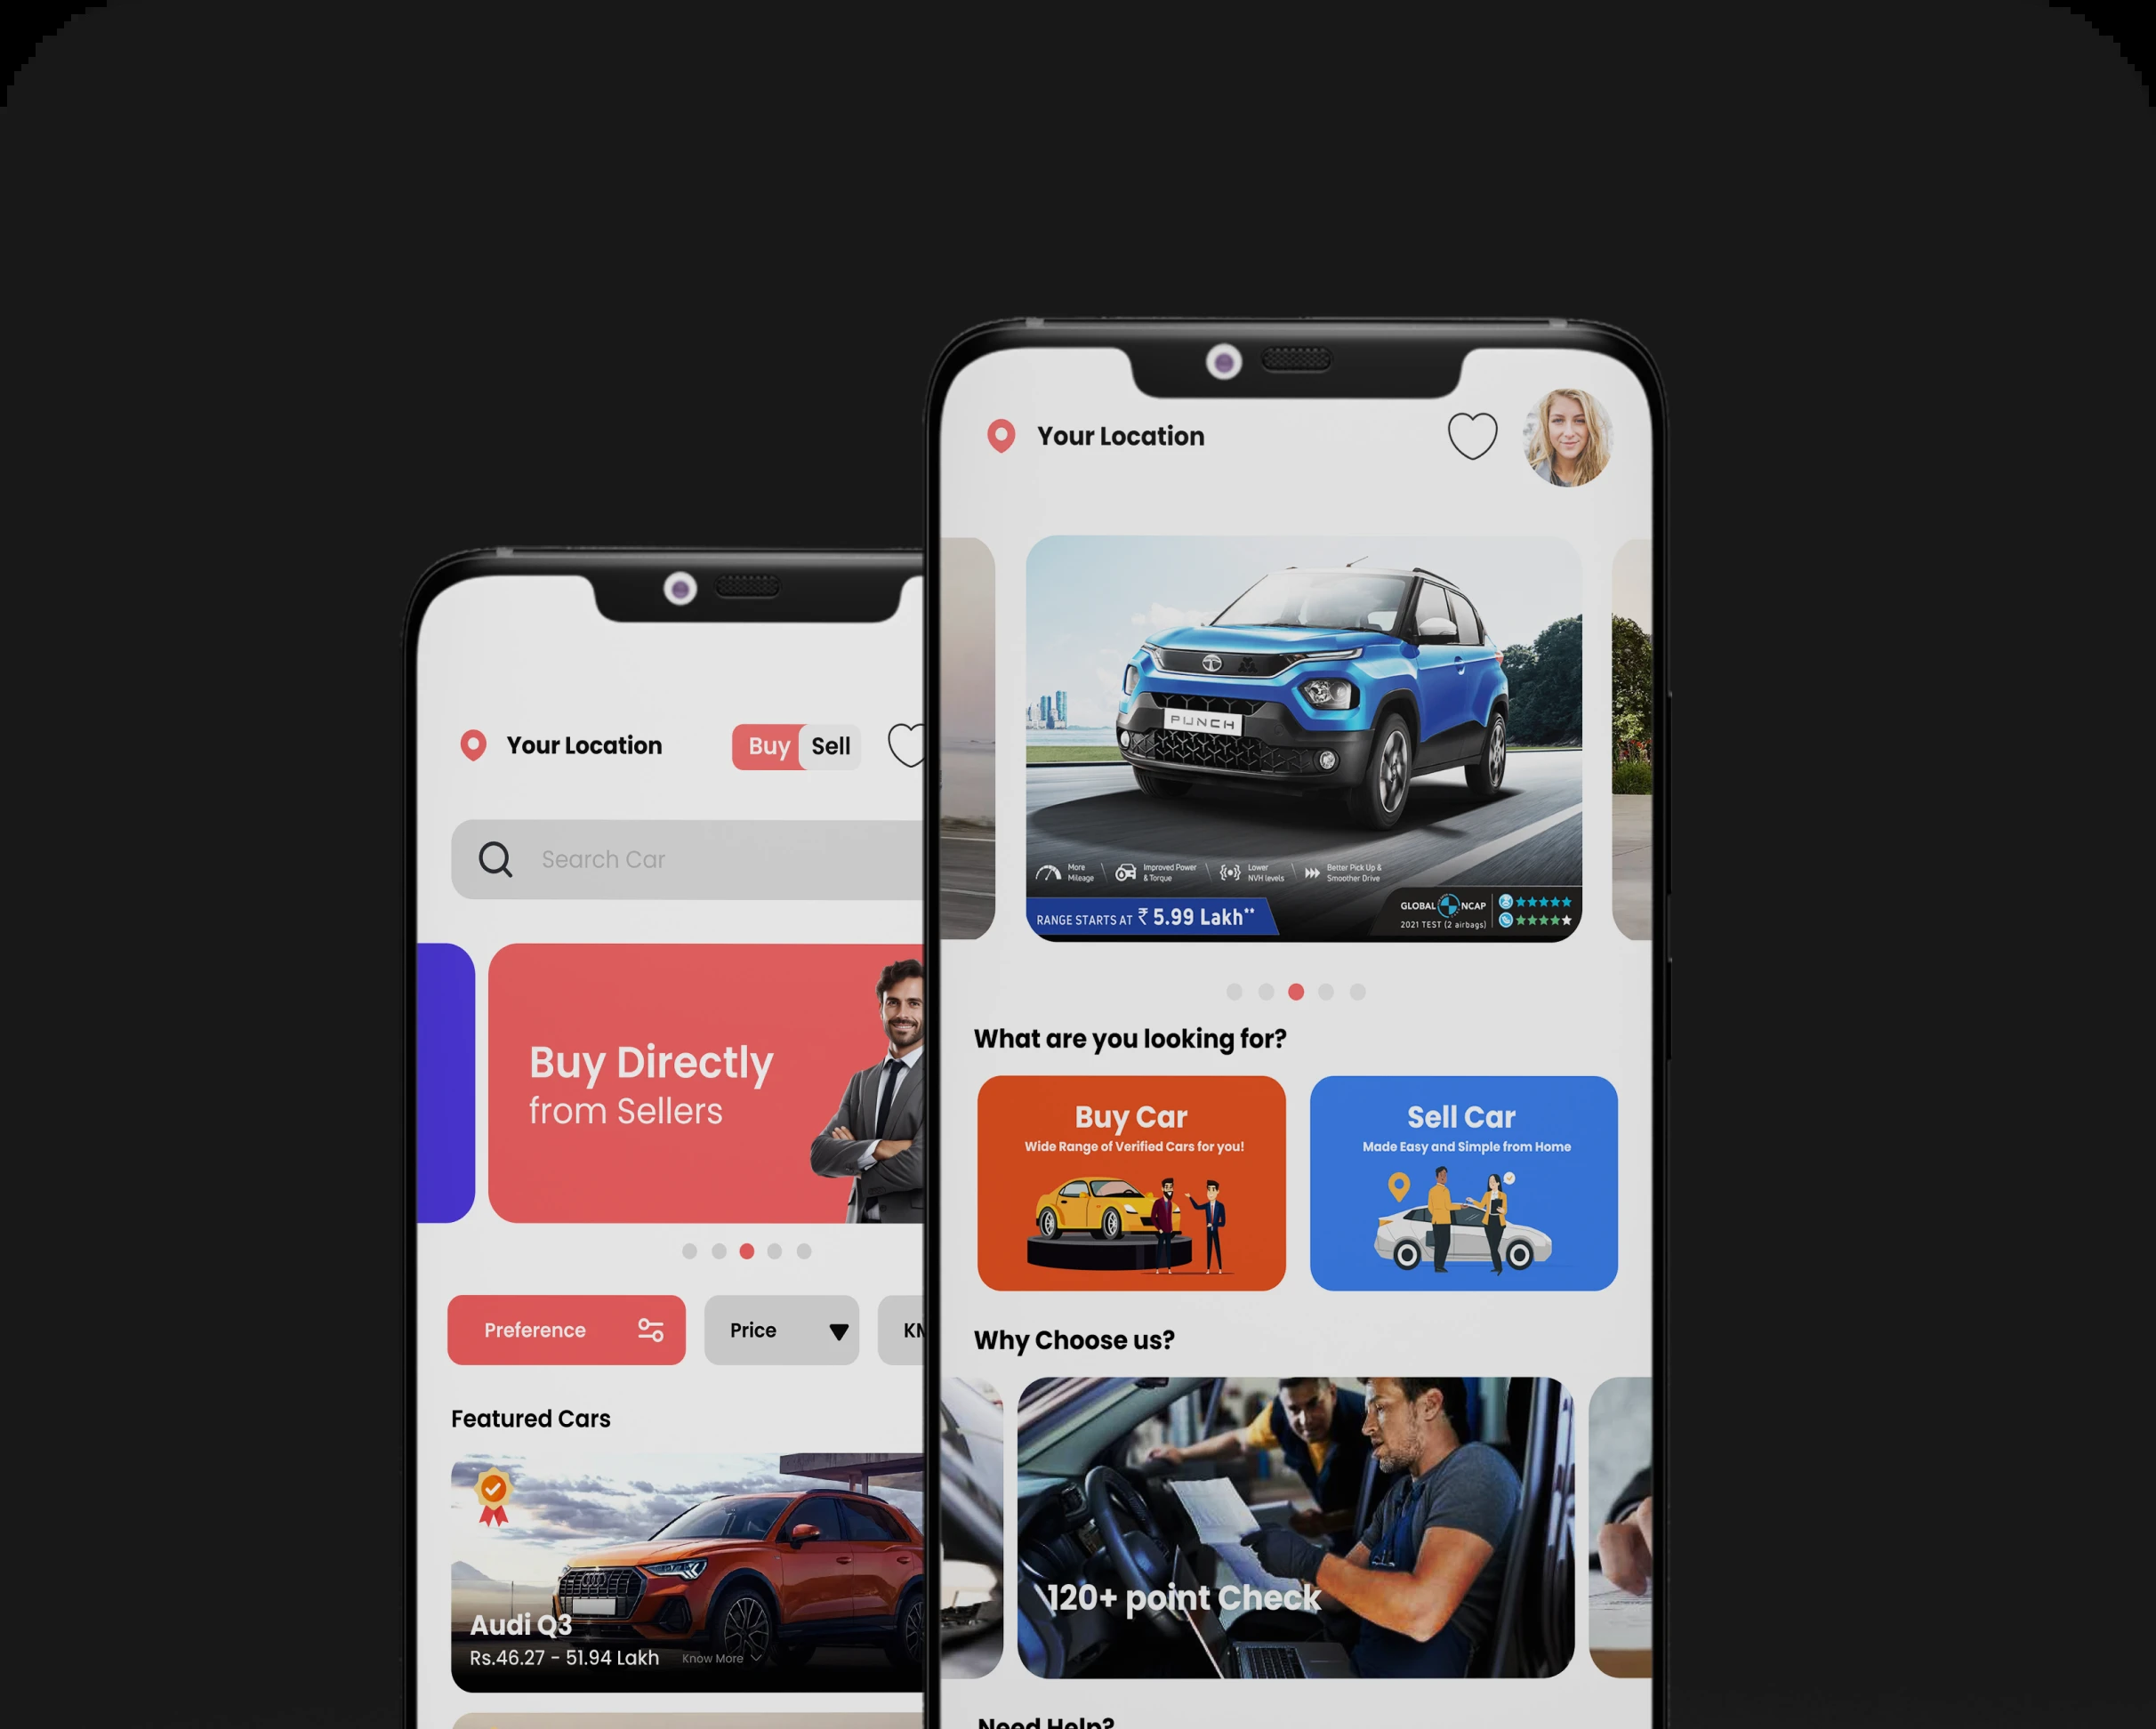 Your Location
Buy
Sell
Search Car
Buy Directly
from Sellers
Preference
Price
Featured Cars
Audi Q3
Rs.46.27 - 51.94 Lakh
Know More
Your Location
PUNCH
More
Mileage
Improved Power
& Torque
Lower
NVH levels
Better Pick Up &
Smoother Drive
RANGE STARTS AT ₹ 5.99 Lakh**
GLOBAL NCAP
2021 TEST (2 airbags)
What are you looking for?
Buy Car
Wide Range of Verified Cars for you!
Sell Car
Made Easy and Simple from Home
Why Choose us?
120+ point Check
Need Help?